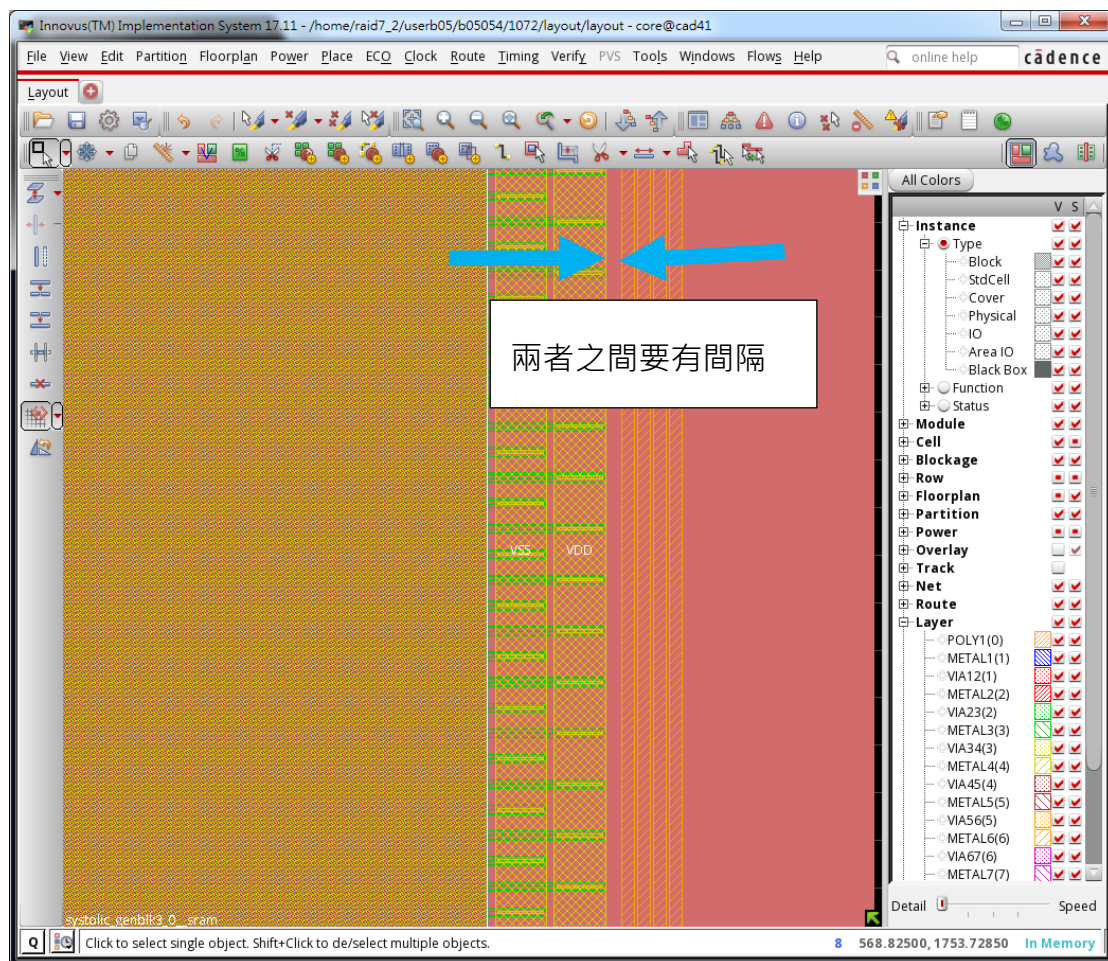 Innovus(TM) Implementation System 17.11 - /home/raid7_2/userb05/b05054/1072/layout/layout - core@cad41
File View Edit Partition Floorplan Power Place ECO Clock Route Timing Verify PVS Tools Windows Flows Help
online help
cādence
Layout
All Colors
V S
Instance
Type
Block
StdCell
Cover
Physical
IO
Area IO
Black Box
Function
Status
Module
Cell
Blockage
Row
Floorplan
Partition
Power
Overlay
Track
Net
Route
Layer
POLY1(0)
METAL1(1)
VIA12(1)
METAL2(2)
VIA23(2)
METAL3(3)
VIA34(3)
METAL4(4)
VIA45(4)
METAL5(5)
VIA56(5)
METAL6(6)
VIA67(6)
METAL7(7)
兩者之間要有間隔
VSS VDD
systolic_genblk3_0__sram
Detail Speed
Q Click to select single object. Shift+Click to de/select multiple objects. 8 568.82500, 1753.72850 In Memory